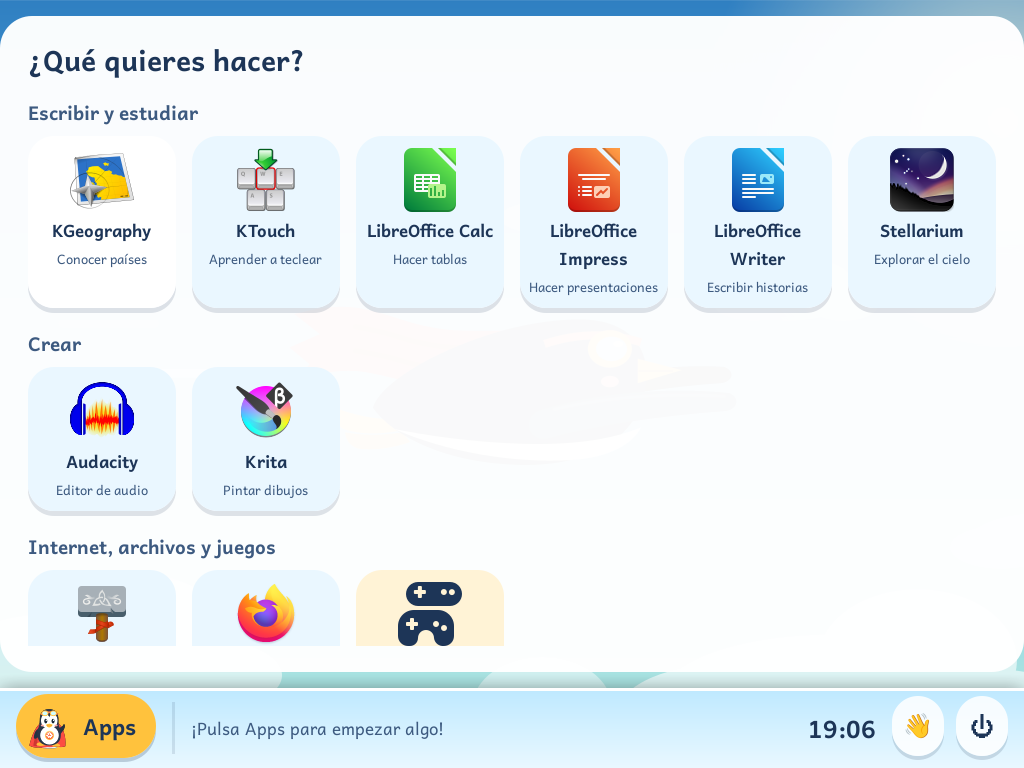 ¿Qué quieres hacer?
Escribir y estudiar
KGeography
Conocer países
KTouch
Aprender a teclear
LibreOffice Calc
Hacer tablas
LibreOffice
Impress
Hacer presentaciones
LibreOffice
Writer
Escribir historias
Stellarium
Explorar el cielo
Crear
Audacity
Editor de audio
β
Krita
Pintar dibujos
Internet, archivos y juegos
Apps
¡Pulsa Apps para empezar algo!
19:06